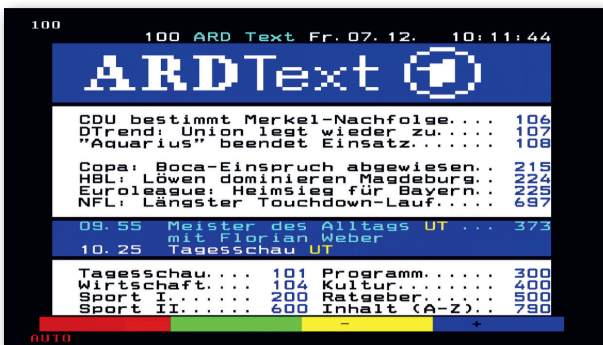 100
100 ARD Text Fr. 07. 12. 10:11:44
ARDText 1
CDU bestimmt Merkel-Nachfolge.... 106
DTrend: Union legt wieder zu..... 107
"Aquarius" beendet Einsatz....... 108
Copa: Boca-Einspruch abgewiesen.. 215
HBL: Löwen dominieren Magdeburg.. 224
Euroleague: Heimsieg für Bayern.. 225
NFL: Längster Touchdown-Lauf..... 697
09.55 Meister des Alltags UT ... 373
mit Florian Weber
10.25 Tagesschau UT
Tagesschau.... 101 Programm...... 300
Wirtschaft.... 104 Kultur........ 400
Sport I....... 200 Ratgeber...... 500
Sport II...... 600 Inhalt (A-Z).. 790
- +
AUTO